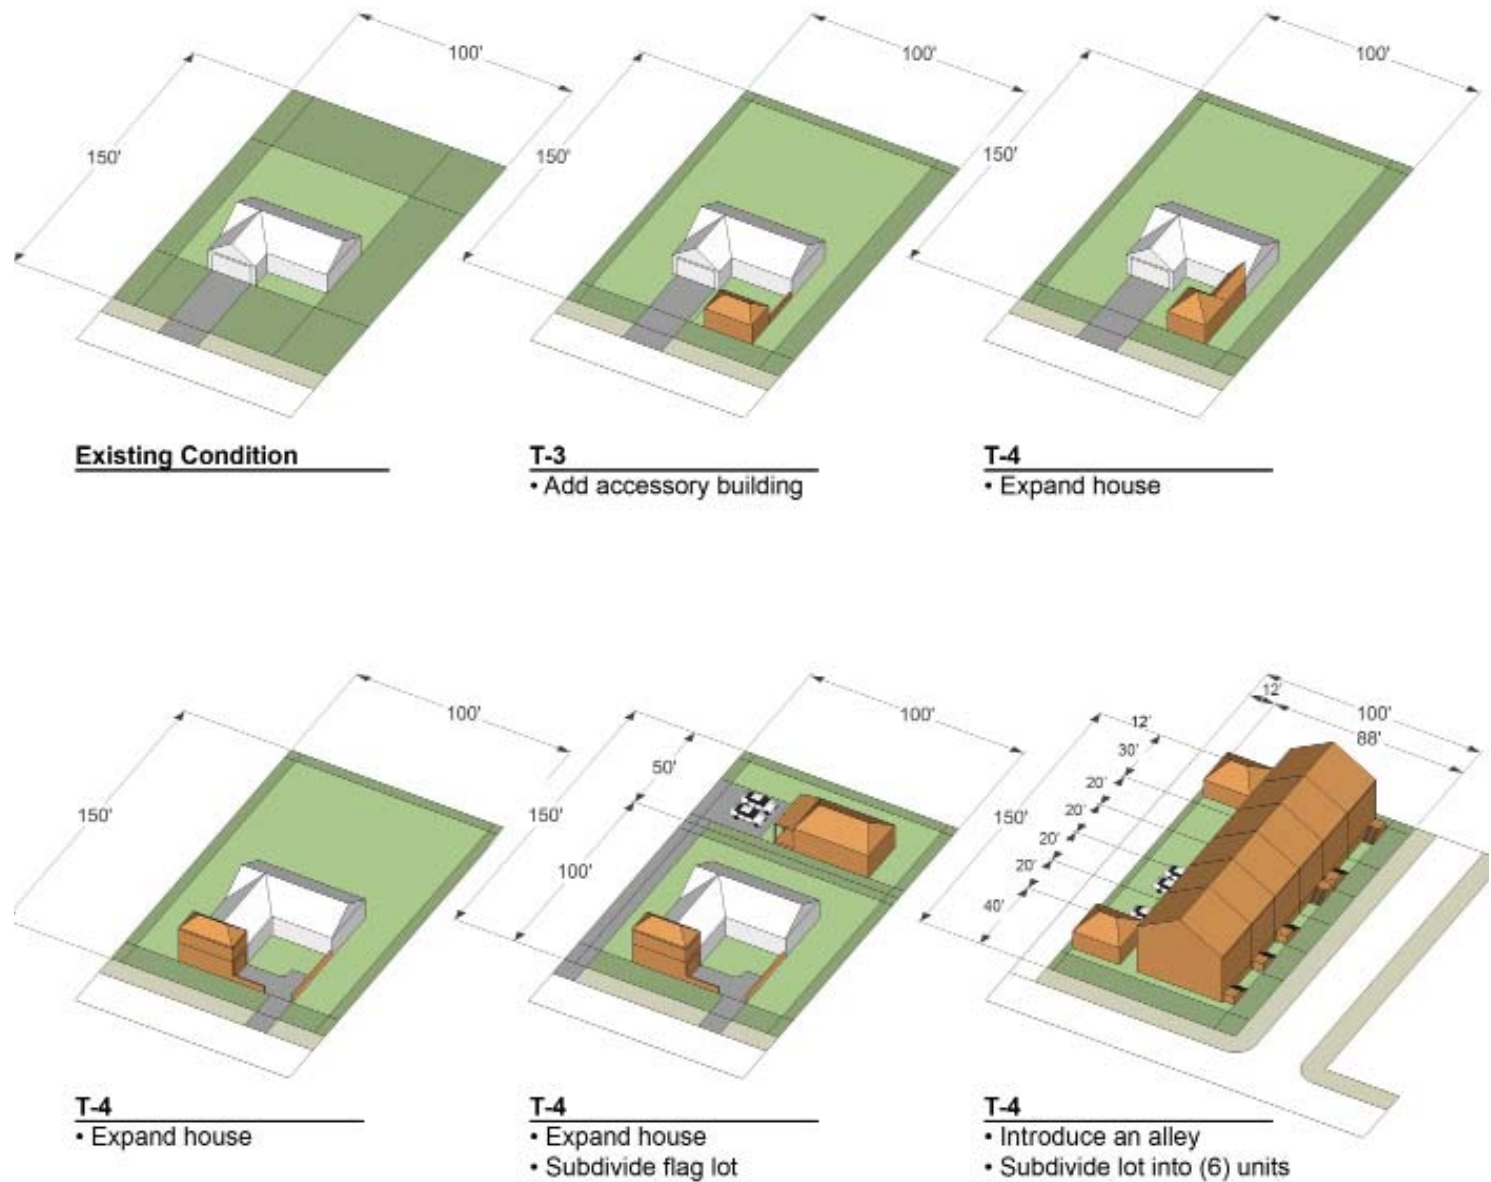 100'
150'
Existing Condition
100'
150'
T-3
• Add accessory building
100'
150'
T-4
• Expand house
100'
150'
T-4
• Expand house
100'
50'
150'
100'
T-4
• Expand house
• Subdivide flag lot
12'
100'
88'
12'
30'
20'
20'
20'
20'
40'
150'
T-4
• Introduce an alley
• Subdivide lot into (6) units